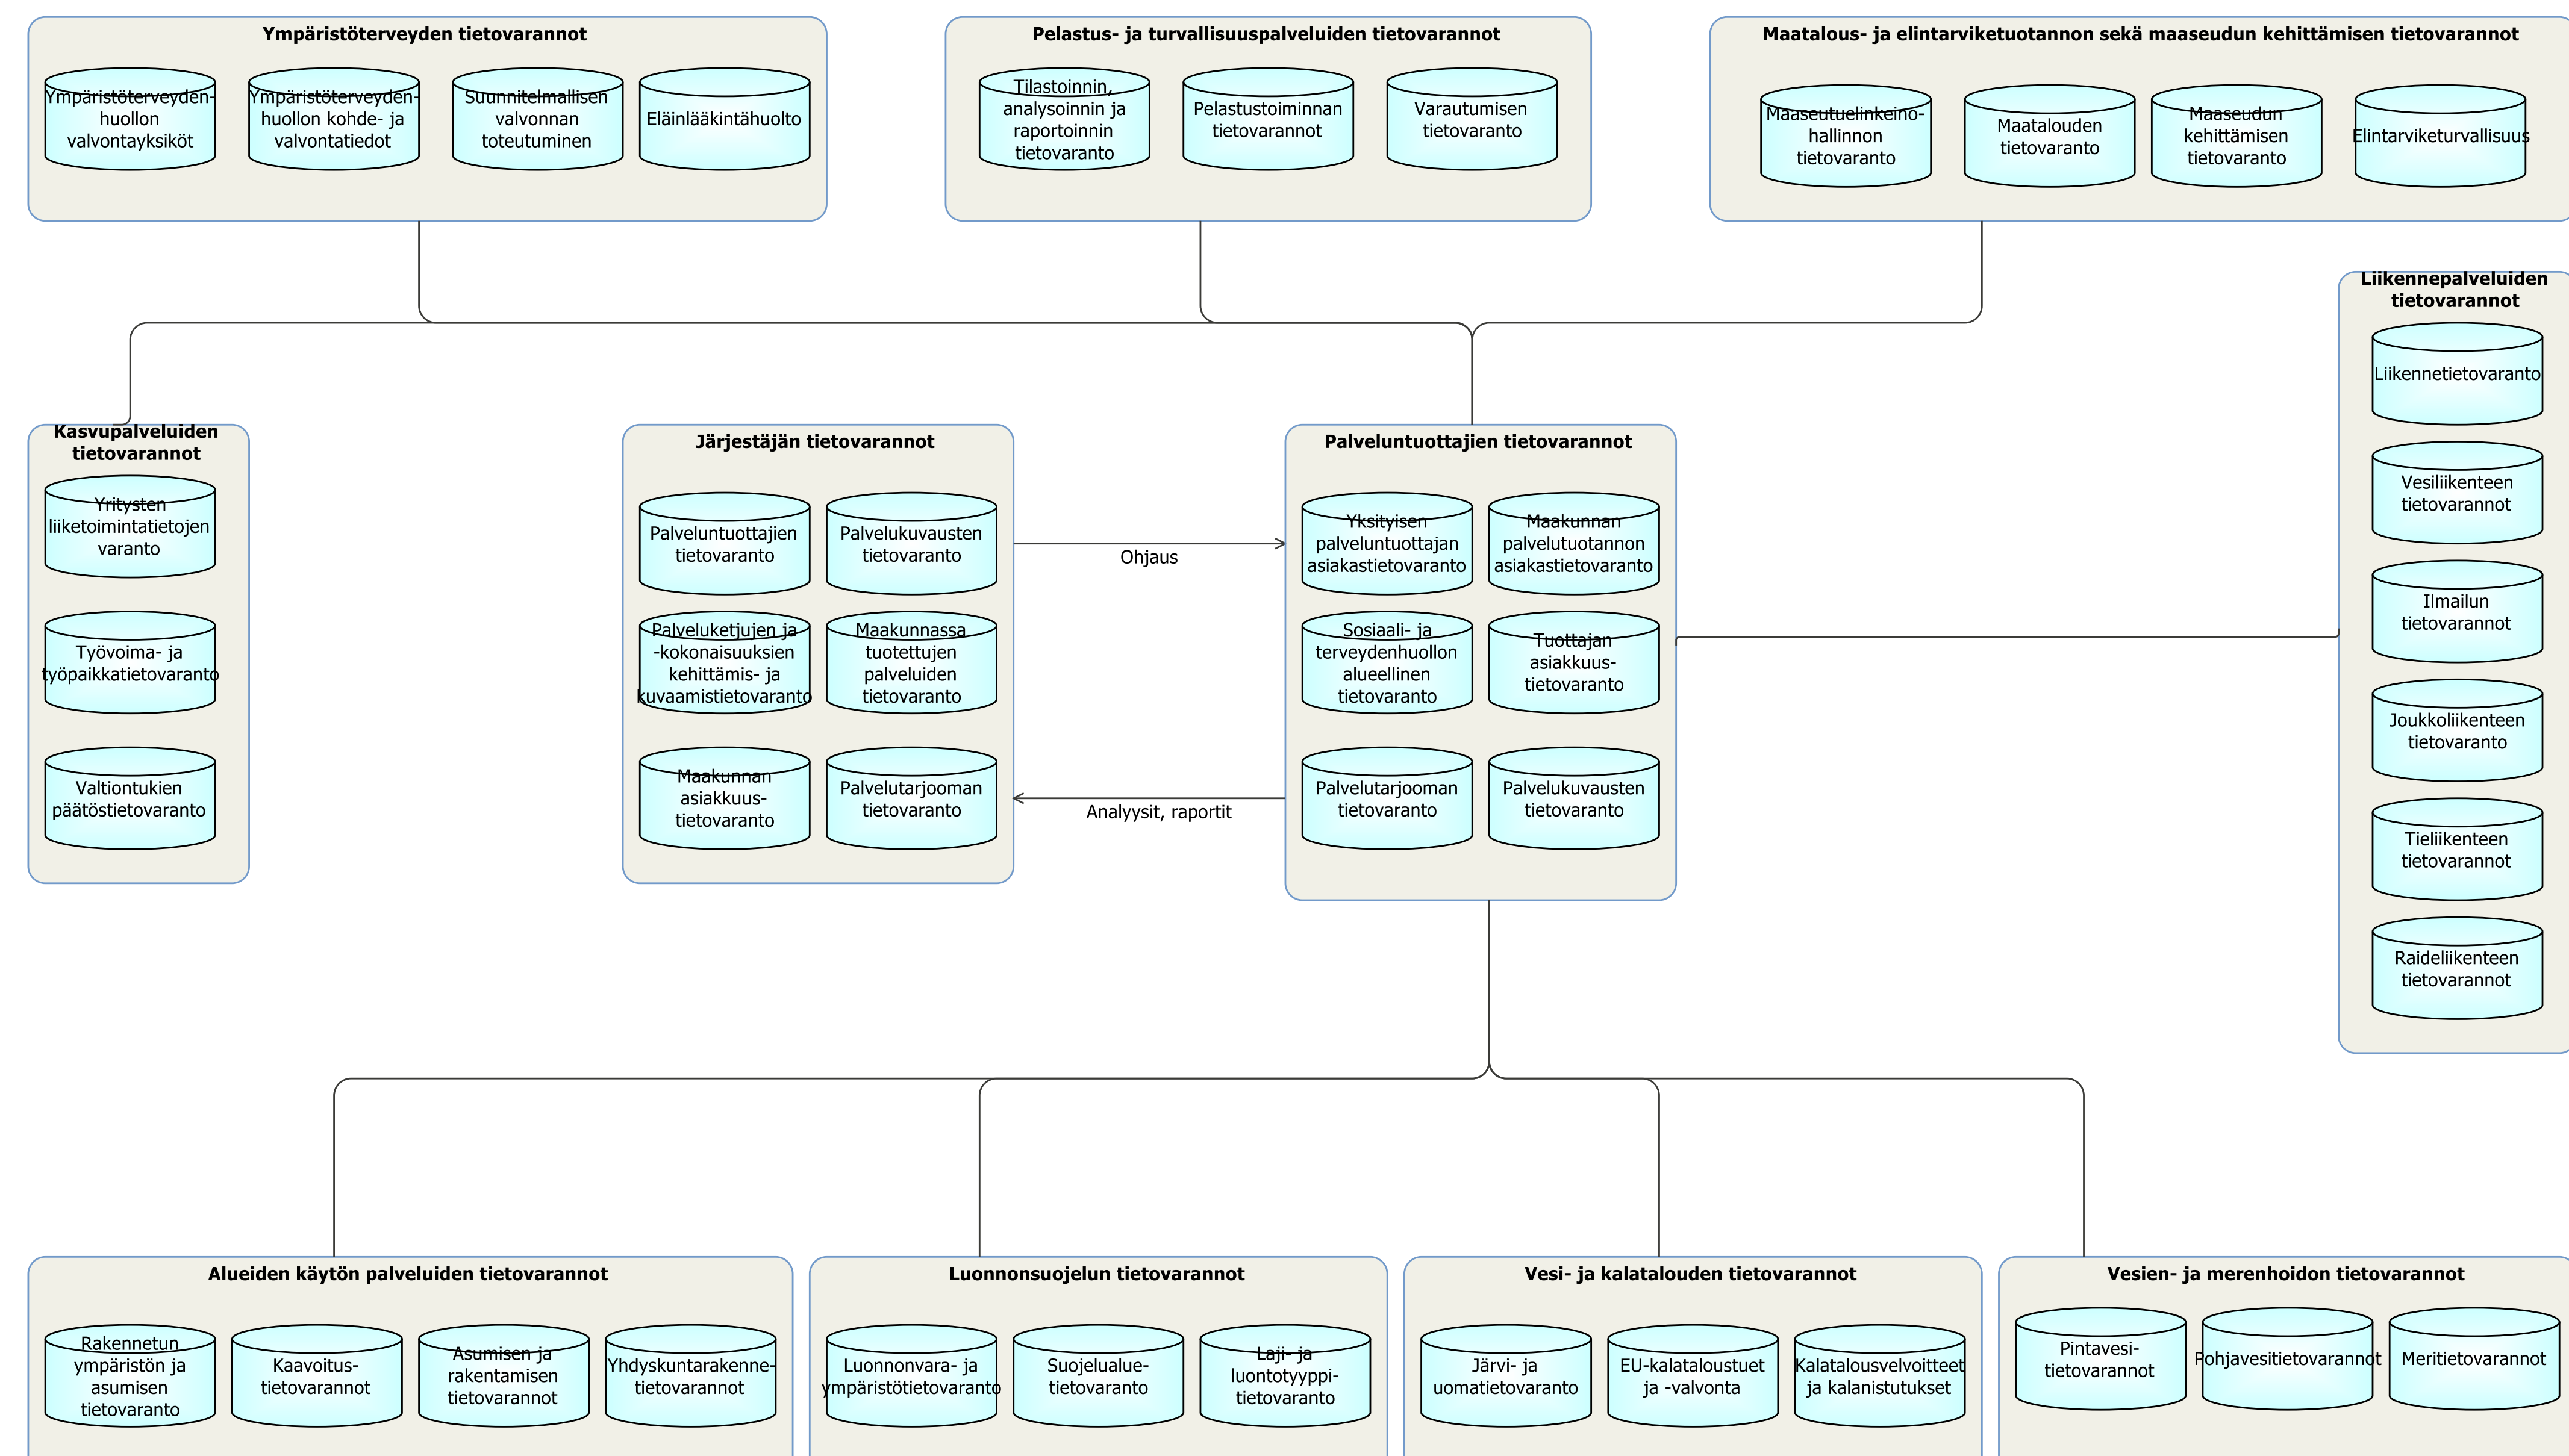 Ympäristöterveyden tietovarannot
Ympäristöterveyden-
huollon
valvontayksiköt
Ympäristöterveyden-
huollon kohde- ja
valvontatiedot
Suunnitelmallisen
valvonnan
toteutuminen
Eläinlääkintähuolto
Pelastus- ja turvallisuuspalveluiden tietovarannot
Tilastoinnin,
analysoinnin ja
raportoinnin
tietovaranto
Pelastustoiminnan
tietovarannot
Varautumisen
tietovaranto
Maatalous- ja elintarviketuotannon sekä maaseudun kehittämisen tietovarannot
Maaseutuelinkeino-
hallinnon
tietovaranto
Maatalouden
tietovaranto
Maaseudun
kehittämisen
tietovaranto
Elintarviketurvallisuus
Kasvupalveluiden
tietovarannot
Yritysten
liiketoimintatietojen
varanto
Työvoima- ja
työpaikkatietovaranto
Valtiontukien
päätöstietovaranto
Järjestäjän tietovarannot
Palveluntuottajien
tietovaranto
Palvelukuvausten
tietovaranto
Palveluketjujen ja
-kokonaisuuksien
kehittämis- ja
kuvaamistietovaranto
Maakunnassa
tuotettujen
palveluiden
tietovaranto
Maakunnan
asiakkuus-
tietovaranto
Palvelutarjooman
tietovaranto
Ohjaus
Analyysit, raportit
Palveluntuottajien tietovarannot
Yksityisen
palveluntuottajan
asiakastietovaranto
Maakunnan
palvelutuotannon
asiakastietovaranto
Sosiaali- ja
terveydenhuollon
alueellinen
tietovaranto
Tuottajan
asiakkuus-
tietovaranto
Palvelutarjooman
tietovaranto
Palvelukuvausten
tietovaranto
Liikennepalveluiden
tietovarannot
Liikennetietovaranto
Vesiliikenteen
tietovarannot
Ilmailun
tietovarannot
Joukkoliikenteen
tietovaranto
Tieliikenteen
tietovarannot
Raideliikenteen
tietovarannot
Alueiden käytön palveluiden tietovarannot
Rakennetun
ympäristön ja
asumisen
tietovaranto
Kaavoitus-
tietovarannot
Asumisen ja
rakentamisen
tietovarannot
Yhdyskuntarakenne-
tietovarannot
Luonnonsuojelun tietovarannot
Luonnonvara- ja
ympäristötietovaranto
Suojelualue-
tietovaranto
Laji- ja
luontotyyppi-
tietovaranto
Vesi- ja kalatalouden tietovarannot
Järvi- ja
uomatietovaranto
EU-kalataloustuet
ja -valvonta
Kalatalousvelvoitteet
ja kalanistutukset
Vesien- ja merenhoidon tietovarannot
Pintavesi-
tietovarannot
Pohjavesitietovarannot
Meritietovarannot